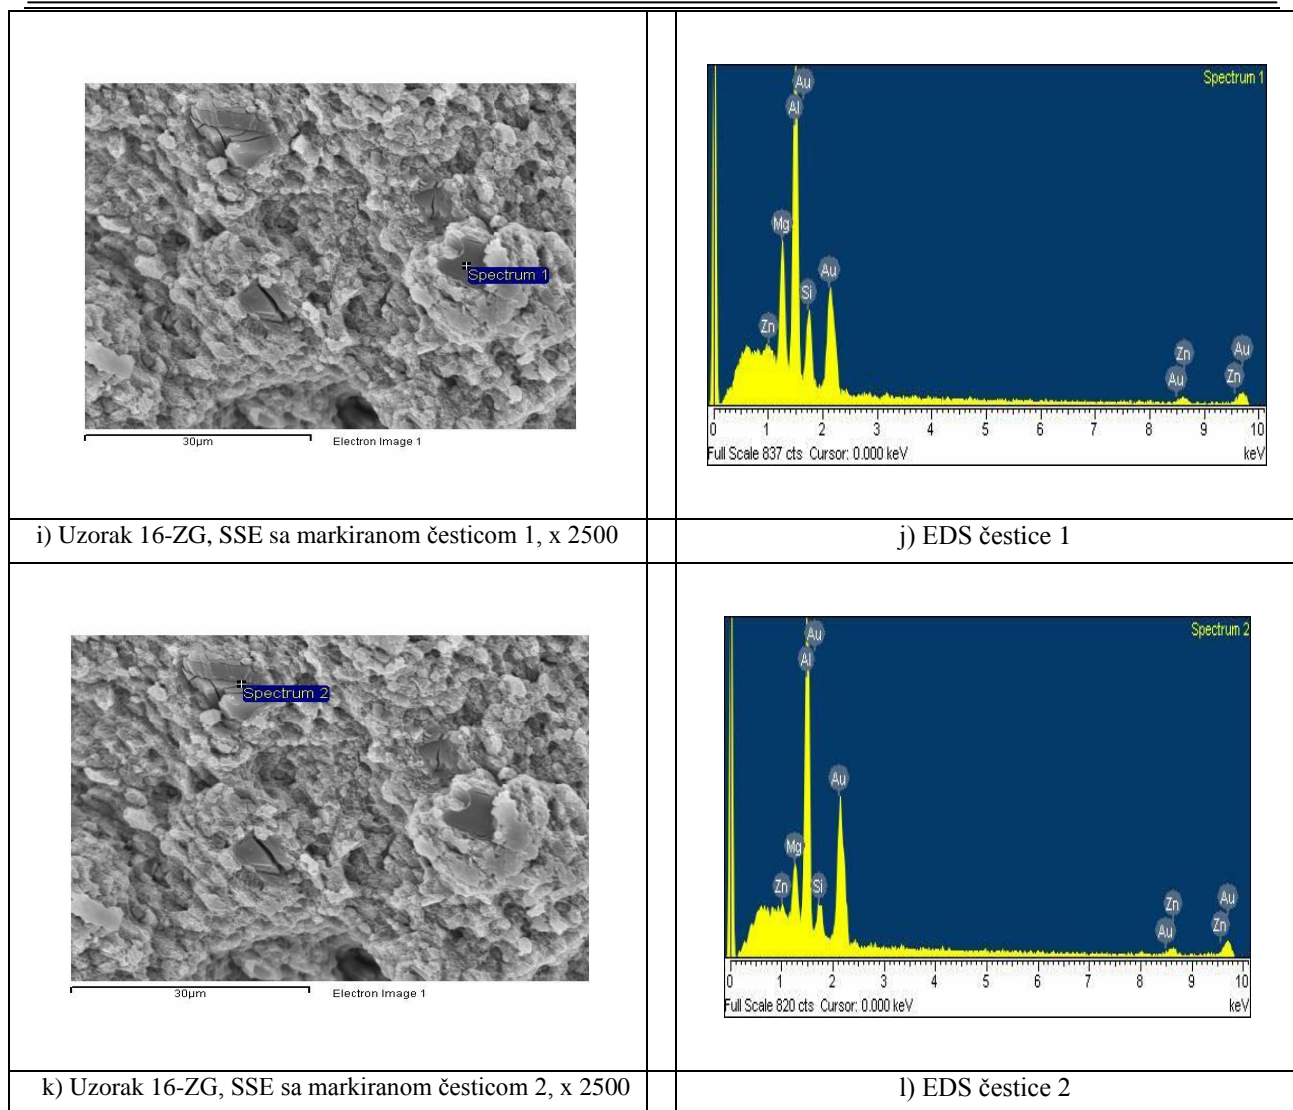 Spectrum 1
30µm
Electron Image 1
Spectrum 1
Au
Al
Mg
Au
Si
Zn
Zn
Au
Au
Zn
0 1 2 3 4 5 6 7 8 9 10
Full Scale 837 cts Cursor: 0.000 keV
keV
i) Uzorak 16-ZG, SSE sa markiranom česticom 1, x 2500
j) EDS čestice 1
Spectrum 2
30µm
Electron Image 1
Spectrum 2
Au
Al
Au
Mg
Zn
Si
Zn
Au
Au
Zn
0 1 2 3 4 5 6 7 8 9 10
Full Scale 820 cts Cursor: 0.000 keV
keV
k) Uzorak 16-ZG, SSE sa markiranom česticom 2, x 2500
l) EDS čestice 2